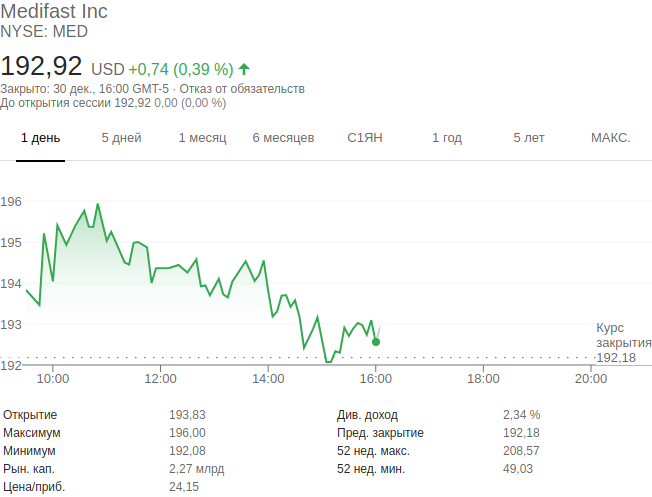 Medifast Inc
NYSE: MED
192,92 USD +0,74 (0,39 %)
Закрыто: 30 дек., 16:00 GMT-5 · Отказ от обязательств
До открытия сессии 192,92 0,00 (0,00 %)
1 день 5 дней 1 месяц 6 месяцев С1ЯН 1 год 5 лет МАКС.
196
195
194
193
Курс
закрытия
192,18
192
10:00 12:00 14:00 16:00 18:00 20:00
Открытие 193,83 Див. доход 2,34 %
Максимум 196,00 Пред. закрытие 192,18
Минимум 192,08 52 нед. макс. 208,57
Рын. кап. 2,27 млрд 52 нед. мин. 49,03
Цена/приб. 24,15